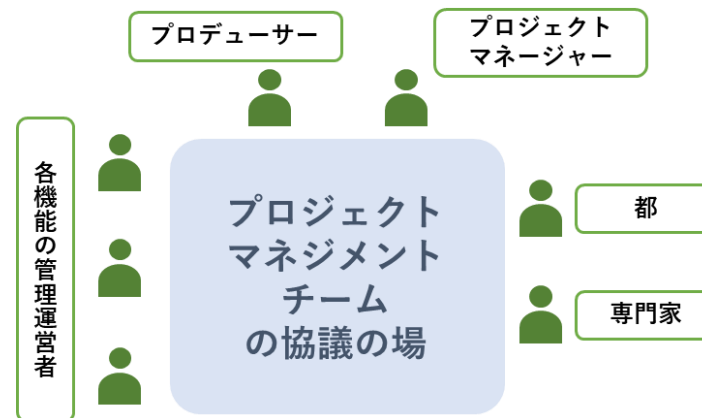 プロデューサー
プロジェクト
マネージャー
各機能の管理運営者
プロジェクト
マネジメント
チーム
の協議の場
都
専門家